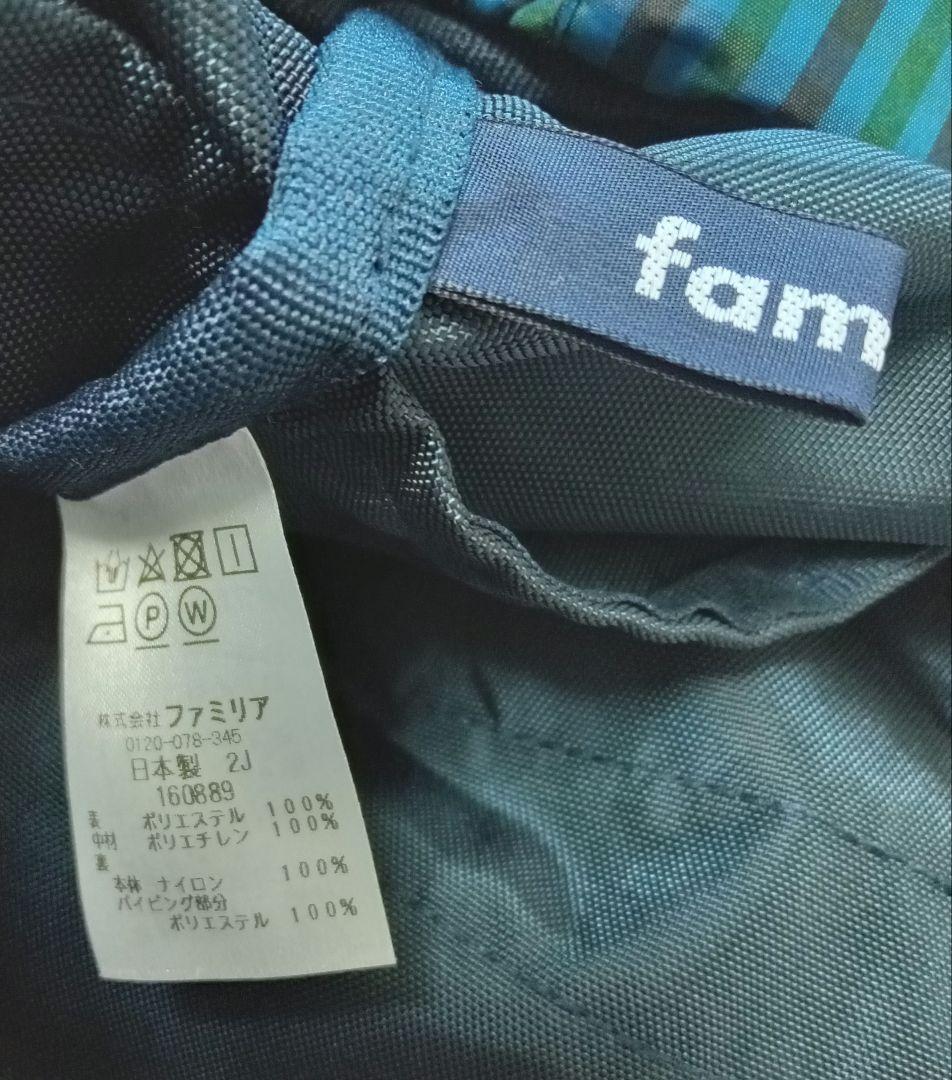 fam
P W
株式会社 ファミリア
0120-078-345
日本製 2J
160889
表 ポリエステル 100%
中材 ポリエチレン 100%
裏
本体 ナイロン 100%
パイピング部分
ポリエステル 100%